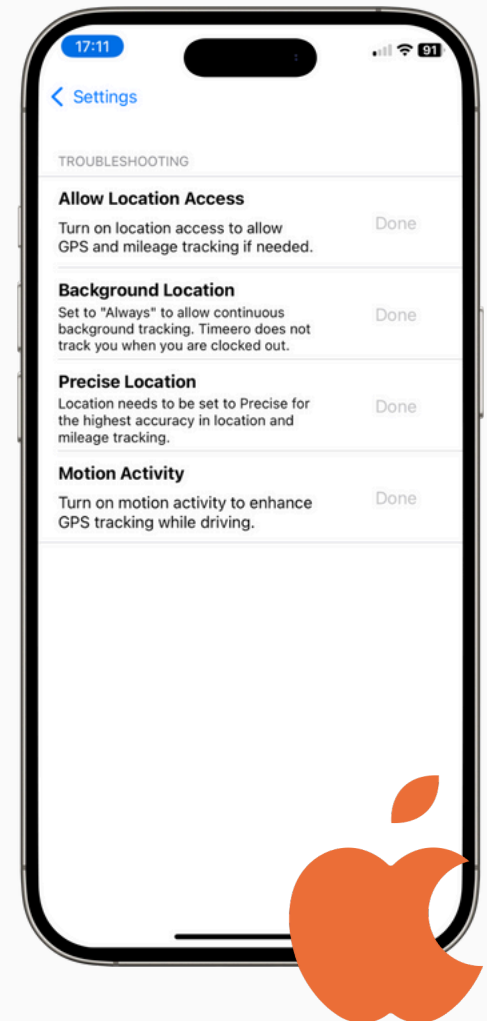 17:11
91
Settings
TROUBLESHOOTING
Allow Location Access
Turn on location access to allow
GPS and mileage tracking if needed.
Done
Background Location
Set to "Always" to allow continuous
background tracking. Timeero does not
track you when you are clocked out.
Done
Precise Location
Location needs to be set to Precise for
the highest accuracy in location and
mileage tracking.
Done
Motion Activity
Turn on motion activity to enhance
GPS tracking while driving.
Done